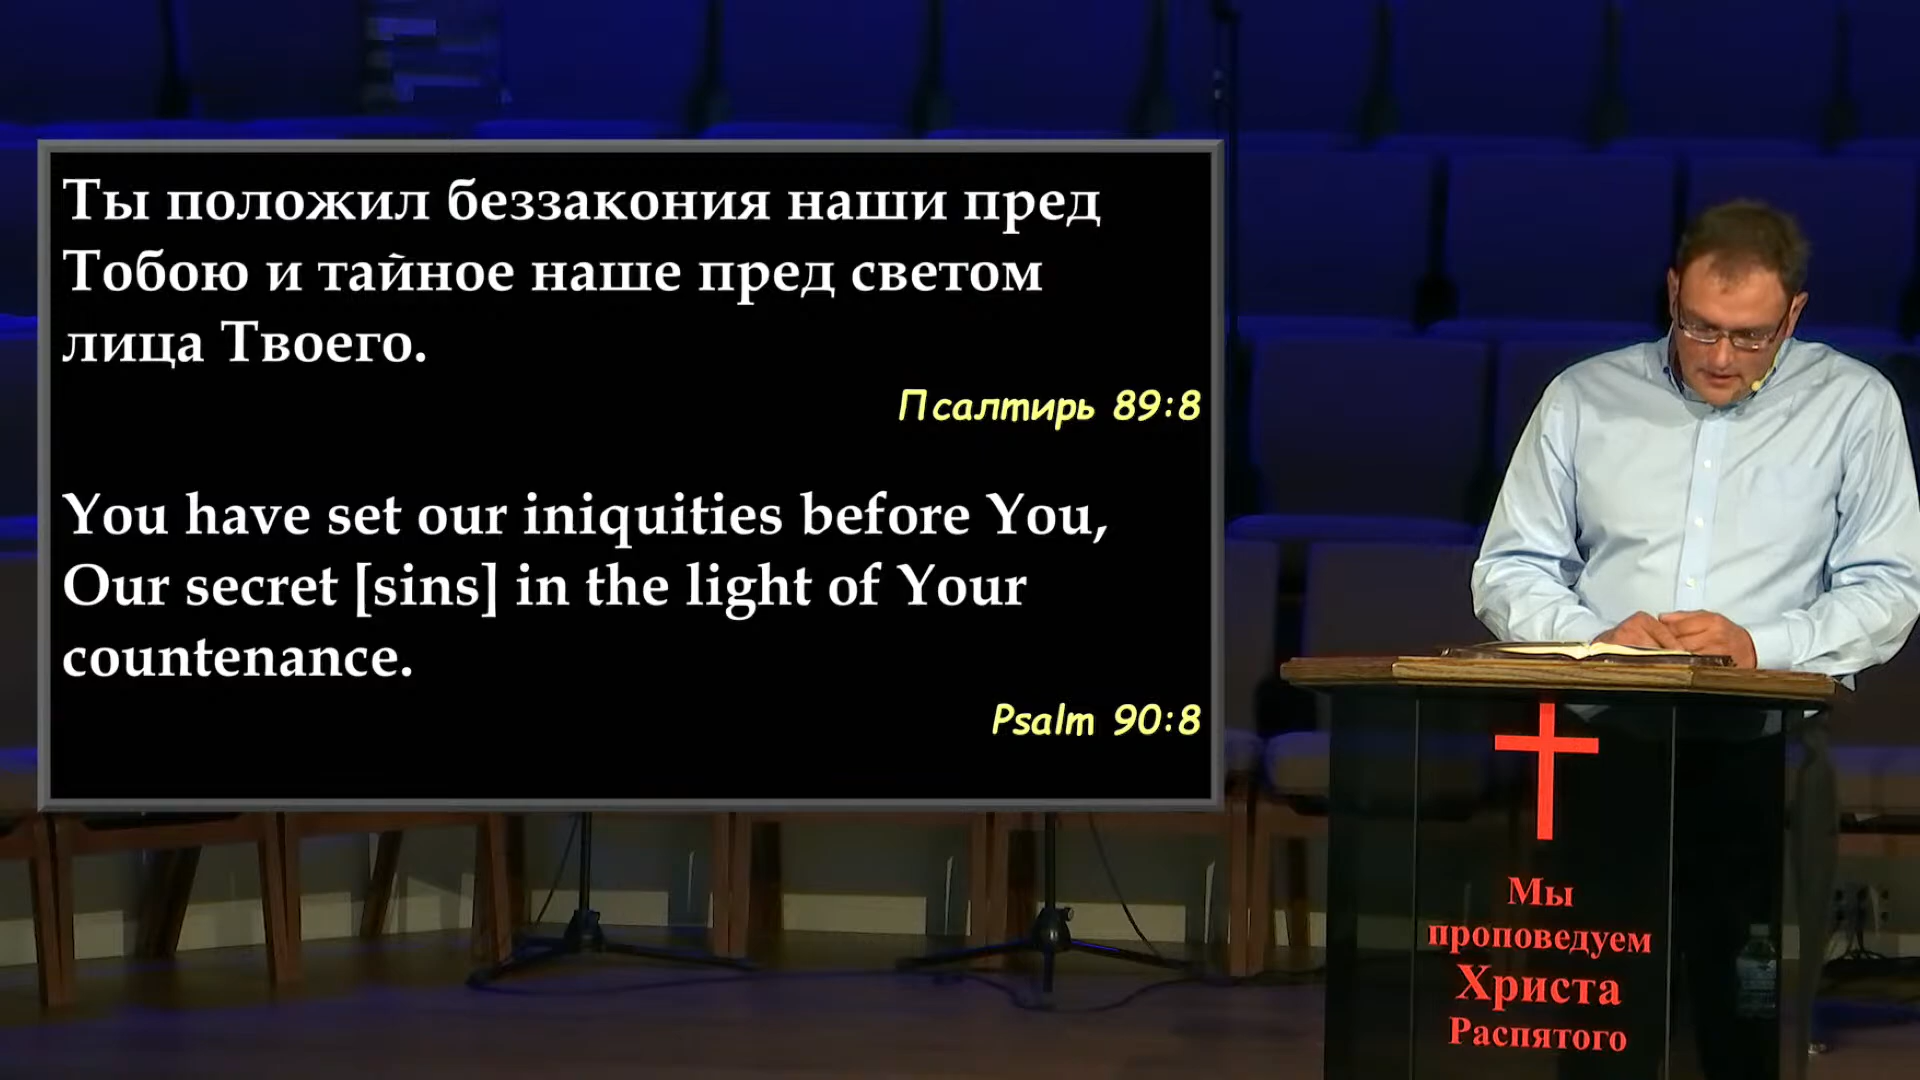 Ты положил беззакония наши пред
Тобою и тайное наше пред светом
лица Твоего.
Псалтирь 89:8
You have set our iniquities before You,
Our secret [sins] in the light of Your
countenance.
Psalm 90:8
Мы
проповедуем
Христа
Распятого